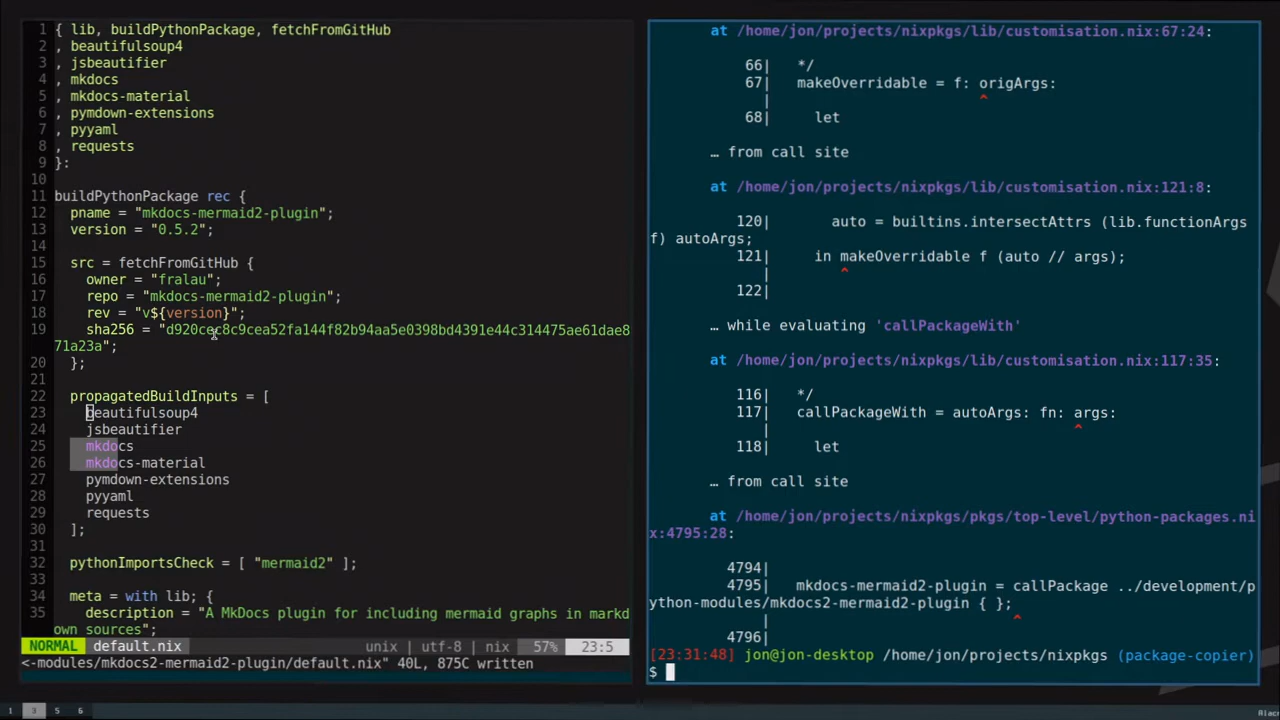 1 { lib, buildPythonPackage, fetchFromGitHub
2 , beautifulsoup4
3 , jsbeautifier
4 , mkdocs
5 , mkdocs-material
6 , pymdown-extensions
7 , pyyaml
8 , requests
9 }:
10
11 buildPythonPackage rec {
12 pname = "mkdocs-mermaid2-plugin";
13 version = "0.5.2";
14
15 src = fetchFromGitHub {
16 owner = "fralau";
17 repo = "mkdocs-mermaid2-plugin";
18 rev = "v${version}";
19 sha256 = "d920cec8c9cea52fa144f82b94aa5e0398bd4391e44c314475ae61dae8
71a23a";
20 };
21
22 propagatedBuildInputs = [
23 beautifulsoup4
24 jsbeautifier
25 mkdocs
26 mkdocs-material
27 pymdown-extensions
28 pyyaml
29 requests
30 ];
31
32 pythonImportsCheck = [ "mermaid2" ];
33
34 meta = with lib; {
35 description = "A MkDocs plugin for including mermaid graphs in markd
own sources";
NORMAL default.nix unix | utf-8 | nix 57% 23:5
<-modules/mkdocs2-mermaid2-plugin/default.nix" 40L, 875C written
at /home/jon/projects/nixpkgs/lib/customisation.nix:67:24:
66| */
67| makeOverridable = f: origArgs:
| ^
68| let
… from call site
at /home/jon/projects/nixpkgs/lib/customisation.nix:121:8:
120| auto = builtins.intersectAttrs (lib.functionArgs
f) autoArgs;
121| in makeOverridable f (auto // args);
| ^
122|
… while evaluating 'callPackageWith'
at /home/jon/projects/nixpkgs/lib/customisation.nix:117:35:
116| */
117| callPackageWith = autoArgs: fn: args:
| ^
118| let
… from call site
at /home/jon/projects/nixpkgs/pkgs/top-level/python-packages.ni
x:4795:28:
4794|
4795| mkdocs-mermaid2-plugin = callPackage ../development/p
ython-modules/mkdocs2-mermaid2-plugin { };
| ^
4796|
[23:31:48] jon@jon-desktop /home/jon/projects/nixpkgs (package-copier)
$
1 3 5 6